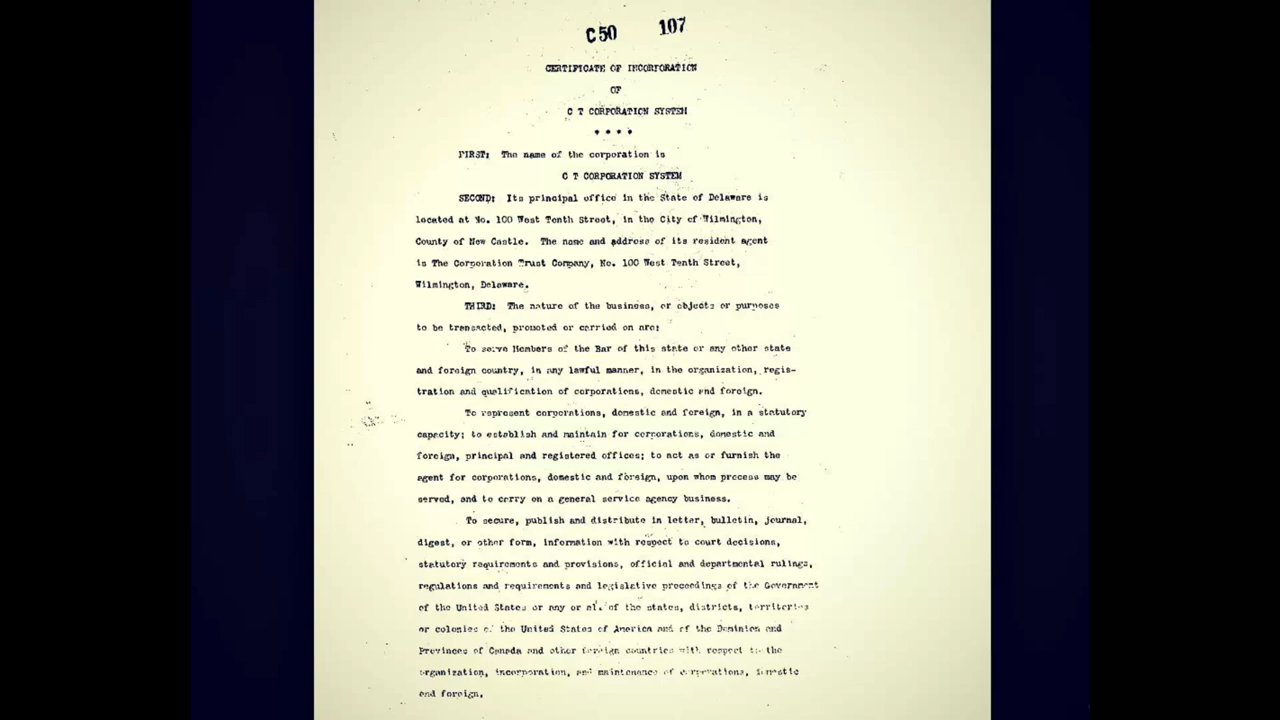 C50 107
CERTIFICATE OF INCORPORATION
OF
C T CORPORATION SYSTEM
* * * *
FIRST: The name of the corporation is
C T CORPORATION SYSTEM
SECOND: Its principal office in the State of Delaware is
located at No. 100 West Tenth Street, in the City of Wilmington,
County of New Castle. The name and address of its resident agent
is The Corporation Trust Company, No. 100 West Tenth Street,
Wilmington, Delaware.
THIRD: The nature of the business, or objects or purposes
to be transacted, promoted or carried on are:
To serve Members of the Bar of this state or any other state
and foreign country, in any lawful manner, in the organization, regis-
tration and qualification of corporations, domestic and foreign.
To represent corporations, domestic and foreign, in a statutory
capacity; to establish and maintain for corporations, domestic and
foreign, principal and registered offices; to act as or furnish the
agent for corporations, domestic and foreign, upon whom process may be
served, and to carry on a general service agency business.
To secure, publish and distribute in letter, bulletin, journal,
digest, or other form, information with respect to court decisions,
statutory requirements and provisions, official and departmental rulings,
regulations and requirements and legislative proceedings of the Government
of the United States or any or all of the states, districts, territories
or colonies of the United States of America and of the Dominion and
Provinces of Canada and other foreign countries with respect to the
organization, incorporation, and maintenance of corporations, domestic
and foreign.